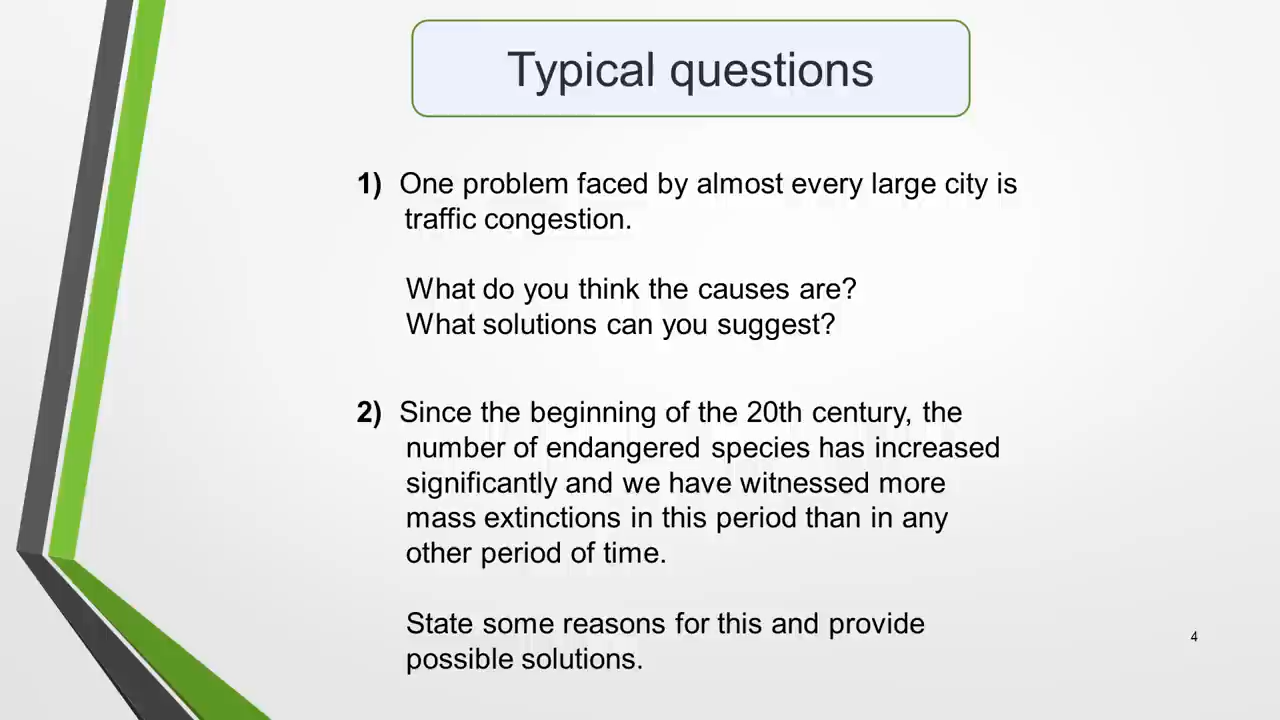 Typical questions
1) One problem faced by almost every large city is
traffic congestion.
What do you think the causes are?
What solutions can you suggest?
2) Since the beginning of the 20th century, the
number of endangered species has increased
significantly and we have witnessed more
mass extinctions in this period than in any
other period of time.
State some reasons for this and provide
possible solutions.
4